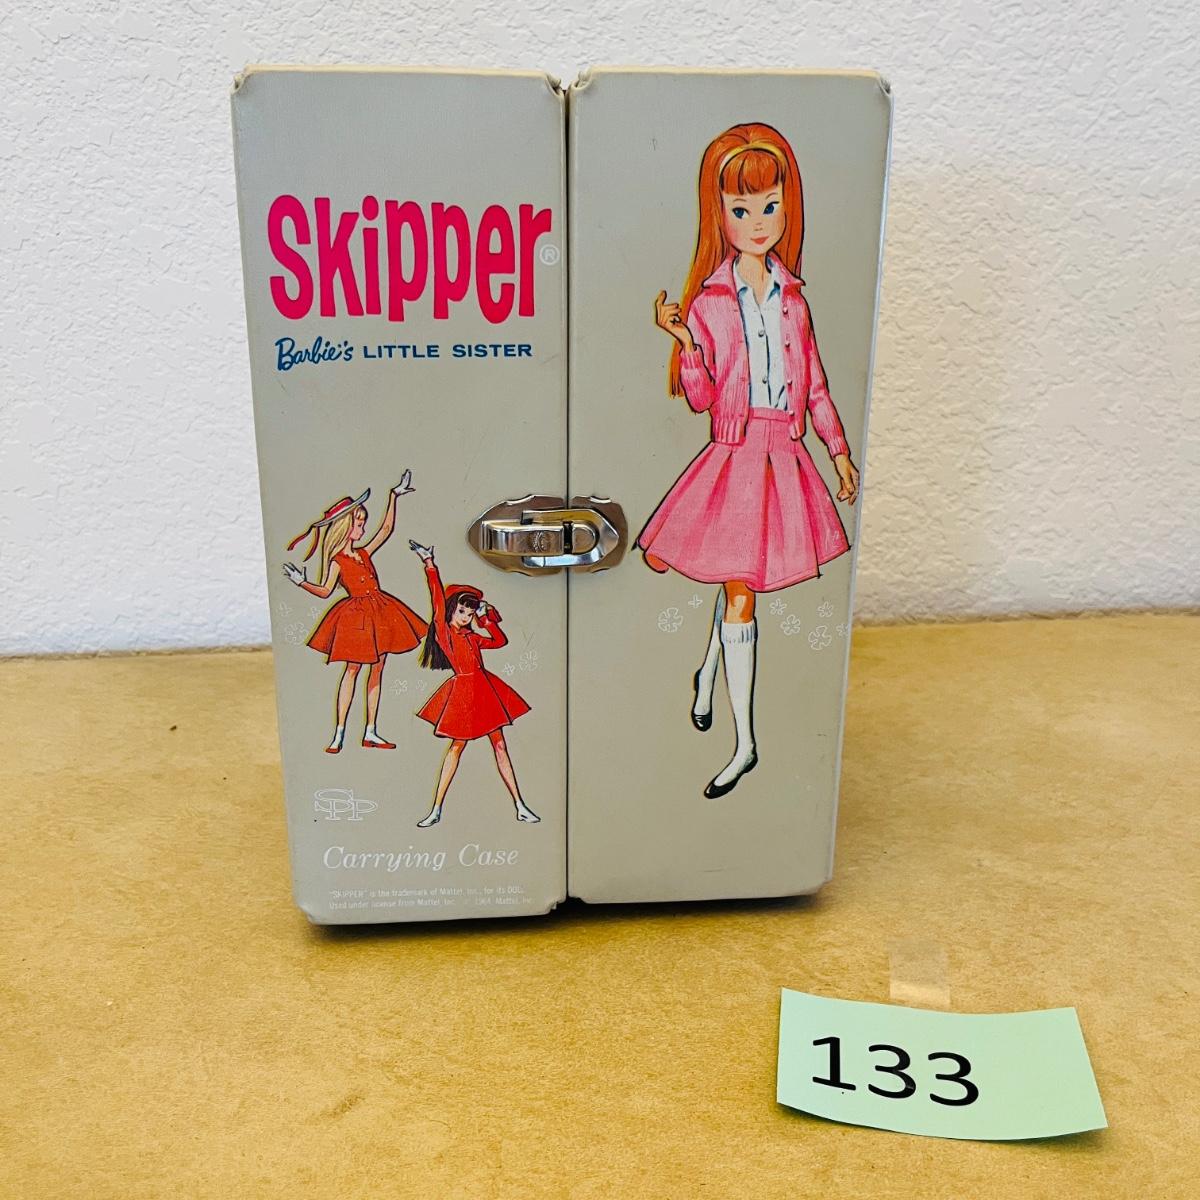 Skipper®
Barbie's LITTLE SISTER
SPP
Carrying Case
"SKIPPER" is the trademark of Mattel, Inc., for its DOLL.
Used under license from Mattel, Inc. © 1964, Mattel, Inc.
133